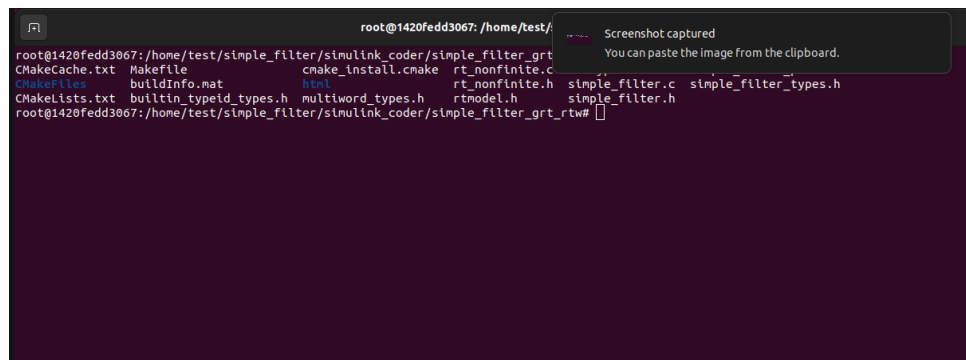 root@1420fedd3067: /home/test/
Screenshot captured
You can paste the image from the clipboard.
root@1420fedd3067:/home/test/simple_filter/simulink_coder/simple_filter_grt
CMakeCache.txt Makefile cmake_install.cmake rt_nonfinite.c
CMakeFiles buildInfo.mat html rt_nonfinite.h simple_filter.c simple_filter_types.h
CMakeLists.txt builtin_typeid_types.h multiword_types.h rtmodel.h simple_filter.h
root@1420fedd3067:/home/test/simple_filter/simulink_coder/simple_filter_grt_rtw#